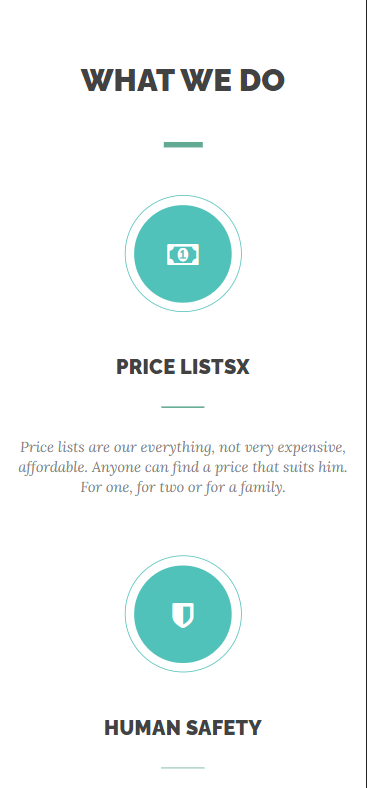 WHAT WE DO
1
PRICE LISTSX
Price lists are our everything, not very expensive,
affordable. Anyone can find a price that suits him.
For one, for two or for a family.
HUMAN SAFETY